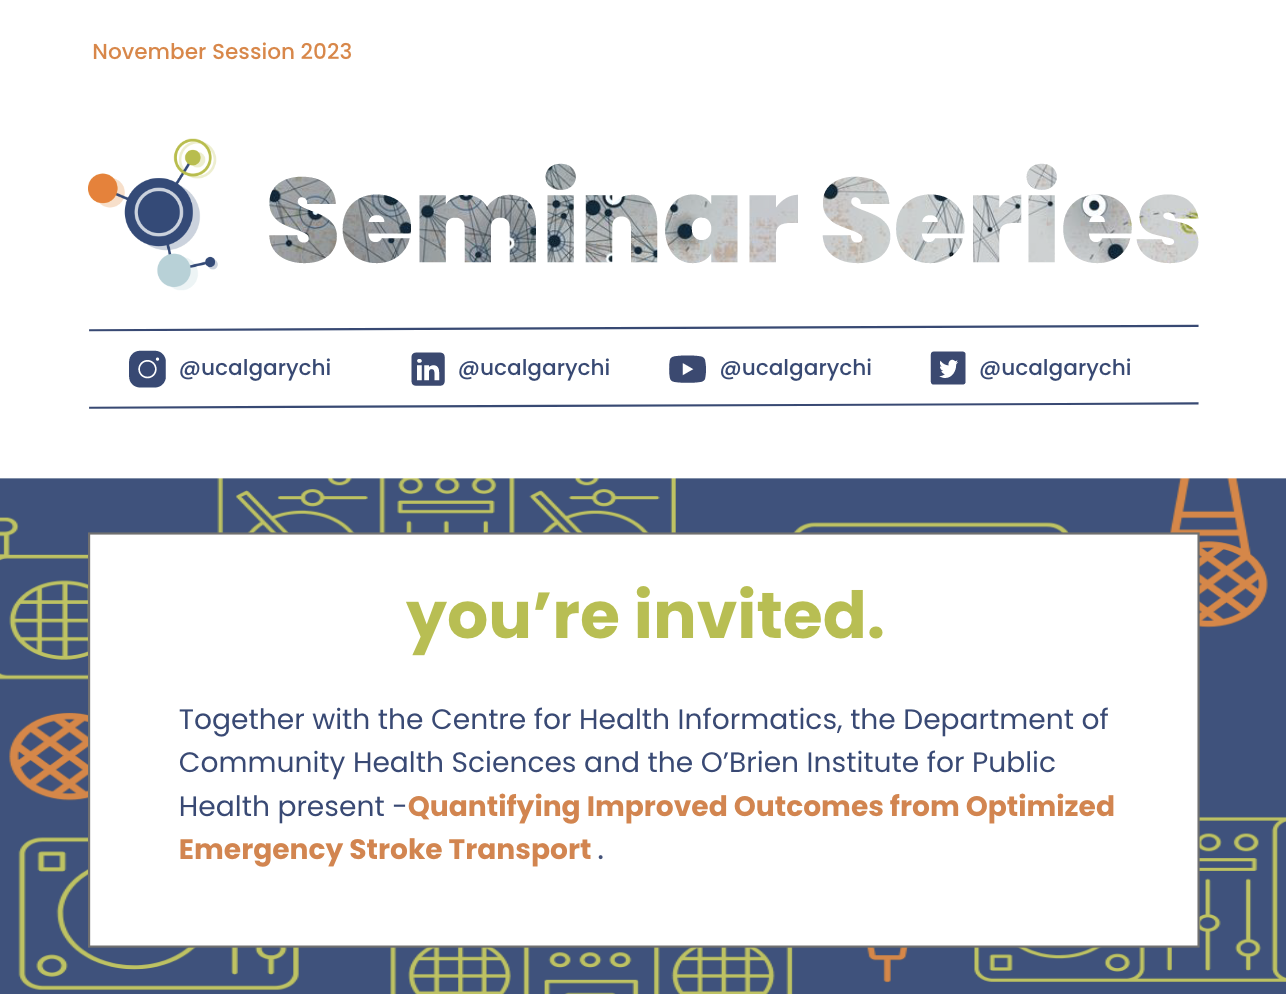 November Session 2023
Seminar Series
@ucalgarychi @ucalgarychi @ucalgarychi @ucalgarychi
you’re invited.
Together with the Centre for Health Informatics, the Department of
Community Health Sciences and the O’Brien Institute for Public
Health present -Quantifying Improved Outcomes from Optimized
Emergency Stroke Transport .